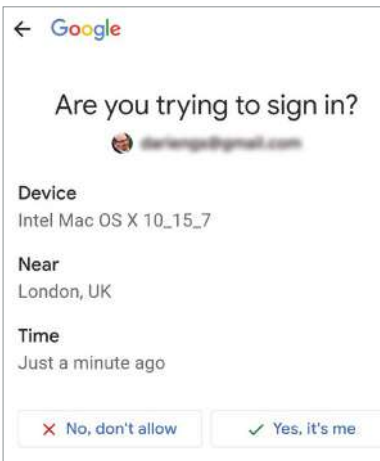 Google
Are you trying to sign in?
Device
Intel Mac OS X 10_15_7
Near
London, UK
Time
Just a minute ago
No, don't allow
Yes, it's me